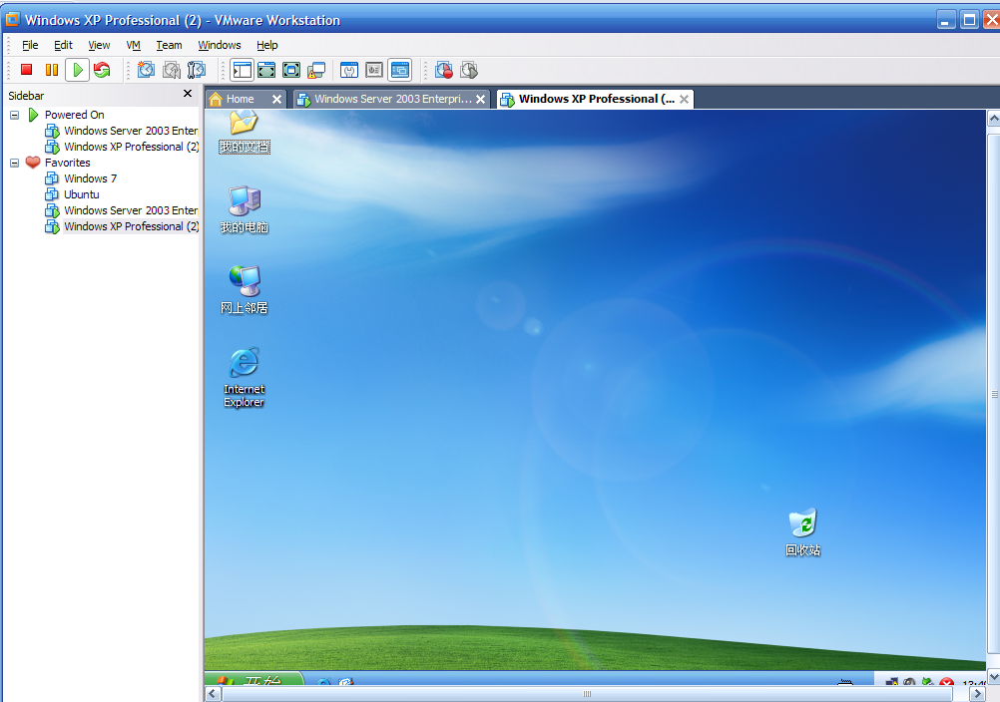 Windows XP Professional (2) - VMware Workstation
File Edit View VM Team Windows Help
Sidebar
Powered On
Windows Server 2003 Enter
Windows XP Professional (2)
Favorites
Windows 7
Ubuntu
Windows Server 2003 Enter
Windows XP Professional (2)
Home
Windows Server 2003 Enterpri...
Windows XP Professional (...
我的文档
我的电脑
网上邻居
Internet
Explorer
回收站
开始